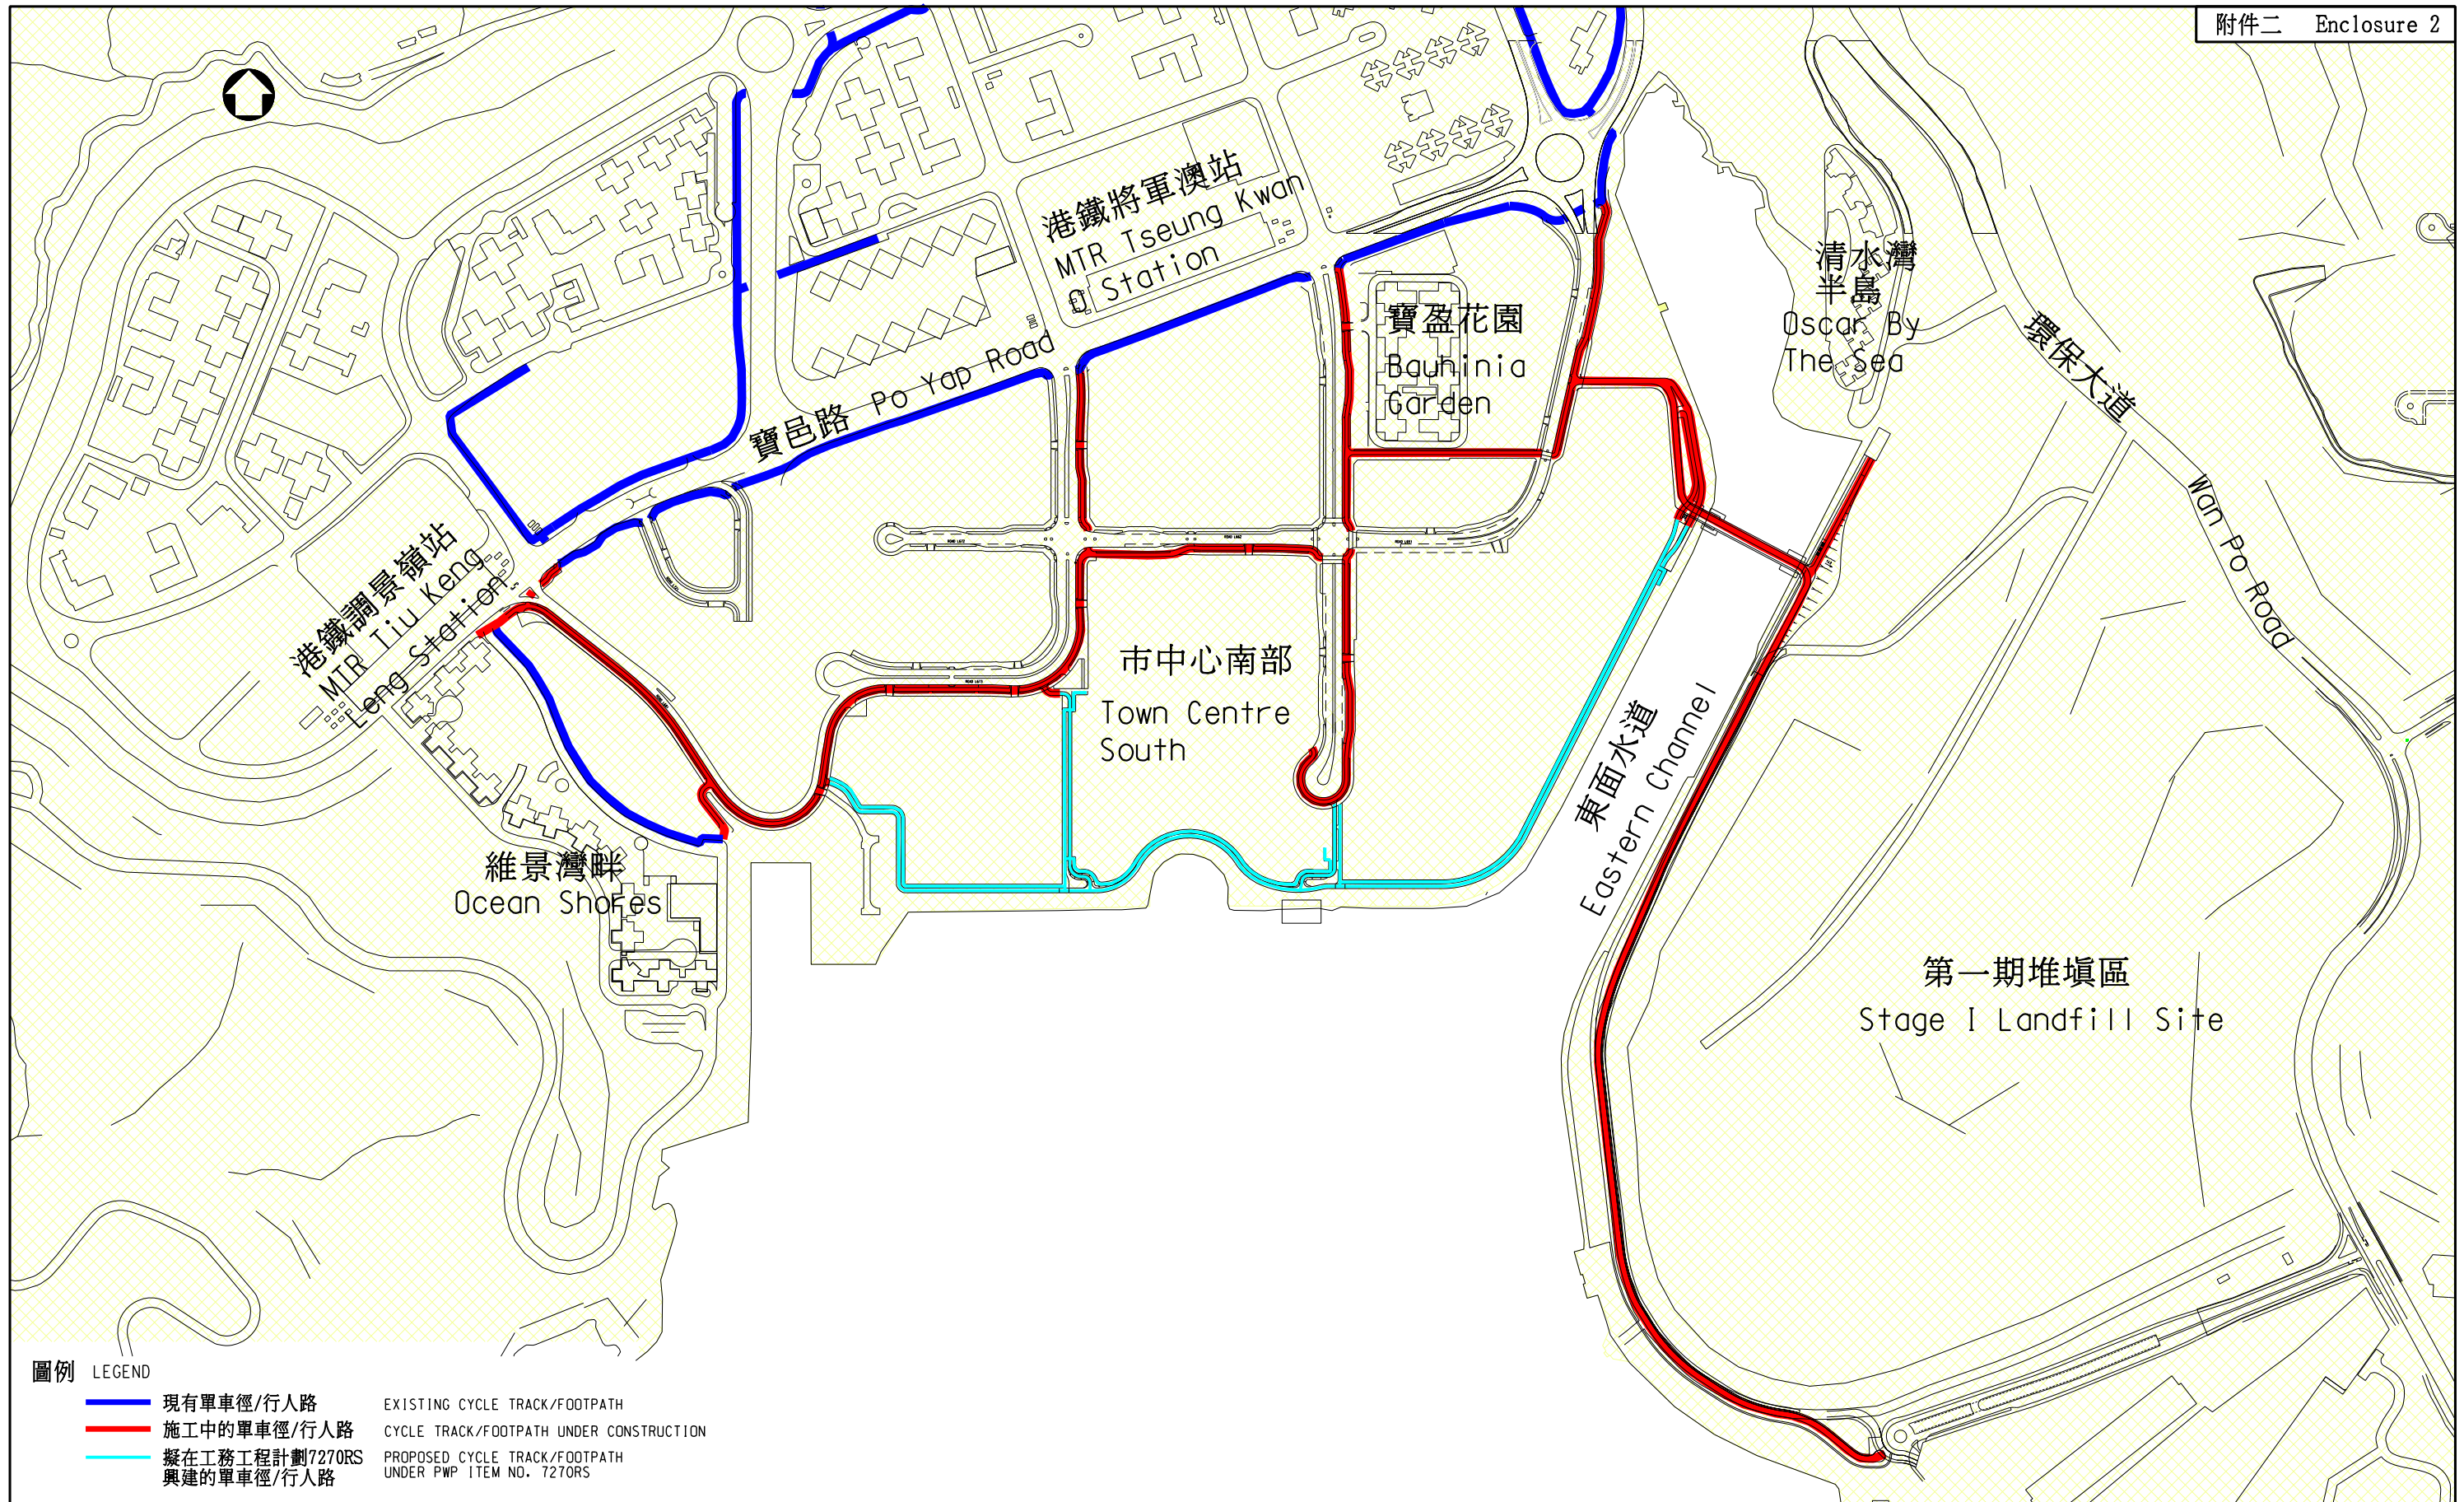 附件二 Enclosure 2
港鐵將軍澳站
MTR Tseung Kwan
O Station
清水灣
半島
Oscar By
The Sea
環保大道
Wan Po Road
寶盈花園
Bauhinia
Garden
寶邑路 Po Yap Road
港鐵調景嶺站
MTR Tiu Keng
Leng Station
市中心南部
Town Centre
South
東面水道
Eastern Channel
維景灣畔
Ocean Shores
第一期堆塡區
Stage I Landfill Site
圖例 LEGEND
現有單車徑/行人路 EXISTING CYCLE TRACK/FOOTPATH
施工中的單車徑/行人路 CYCLE TRACK/FOOTPATH UNDER CONSTRUCTION
擬在工務工程計劃7270RS PROPOSED CYCLE TRACK/FOOTPATH
興建的單車徑/行人路 UNDER PWP ITEM NO. 7270RS